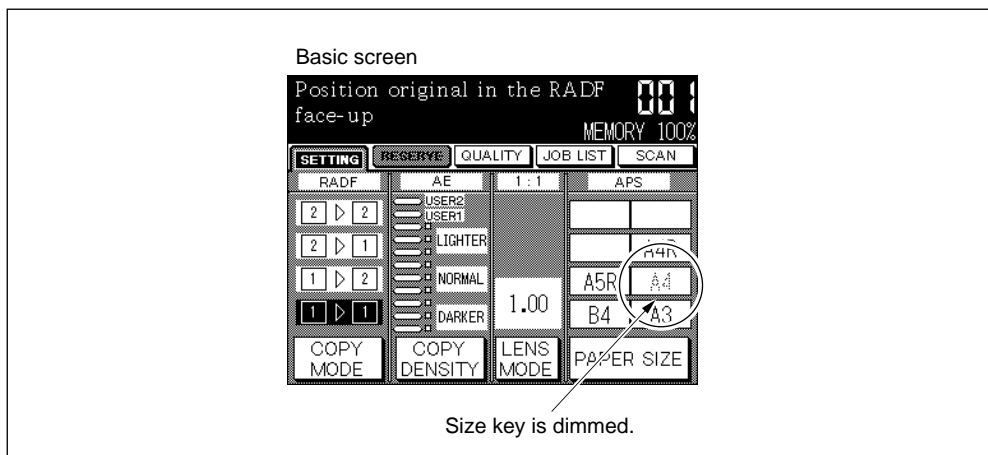 Basic screen
Position original in the RADF 001
face-up
MEMORY 100%
SETTING RESERVE QUALITY JOB LIST SCAN
RADF AE 1 : 1 APS
2 ▷ 2 USER2
USER1
2 ▷ 1 LIGHTER A4R
1 ▷ 2 NORMAL A5R A4
1 ▷ 1 DARKER 1.00 B4 A3
COPY COPY LENS PAPER SIZE
MODE DENSITY MODE
Size key is dimmed.